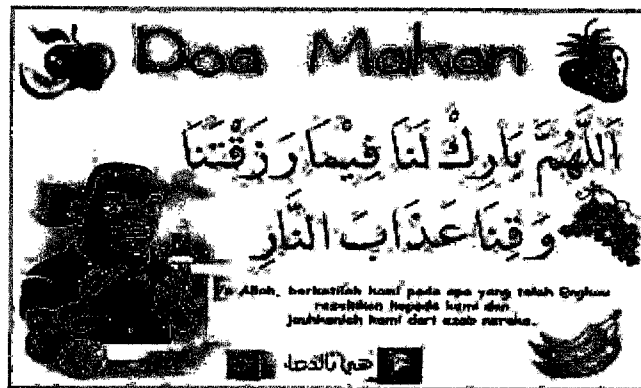 Doa Makan
اَللَّهُمَّ بَارِكْ لَنَا فِيْمَا رَزَقْتَنَا
وَقِنَا عَذَابَ النَّارِ
Ya Allah, berkatilah kami pada apa yang telah Engkau
rezekikan kepada kami dan
jauhkanlah kami dari azab neraka.